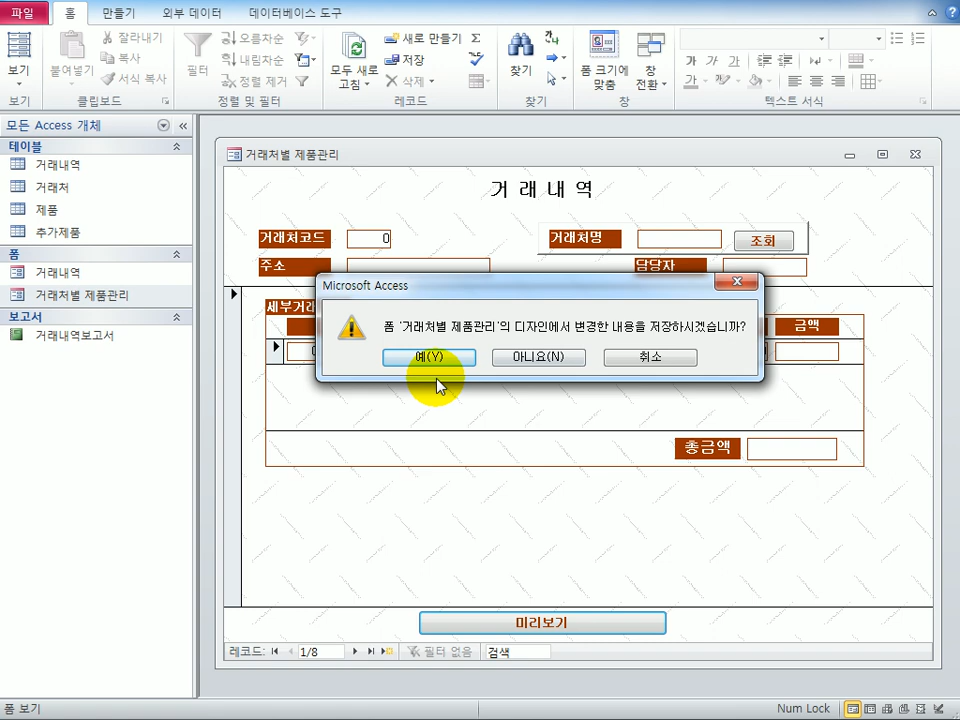 파일 홈 만들기 외부 데이터 데이터베이스 도구
보기
보기
붙여넣기
잘라내기
복사
서식 복사
클립보드
필터
오름차순
내림차순
정렬 제거
정렬 및 필터
모두 새로 고침
새로 만들기
저장
삭제
레코드
찾기
찾기
폼 크기에 맞춤
창 전환
창
가 가 가
가
텍스트 서식
모든 Access 개체
테이블
거래내역
거래처
제품
추가제품
폼
거래내역
거래처별 제품관리
보고서
거래내역보고서
거래처별 제품관리
거 래 내 역
거래처코드 0 거래처명 조회
주소 담당자
Microsoft Access
폼 '거래처별 제품관리'의 디자인에서 변경한 내용을 저장하시겠습니까?
예(Y) 아니요(N) 취소
세부거
금액
총금액
미리보기
레코드: 1/8 필터 없음 검색
폼 보기 Num Lock